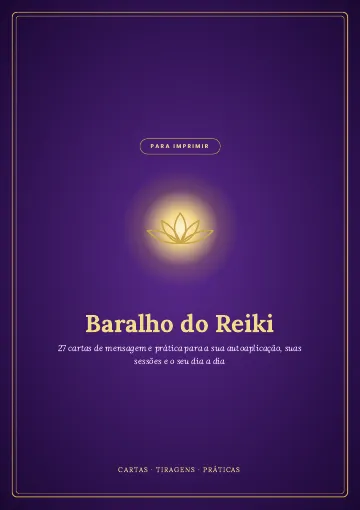 PARA IMPRIMIR
Baralho do Reiki
27 cartas de mensagem e prática para a sua autoaplicação, suas
sessões e o seu dia a dia
CARTAS · TIRAGENS · PRÁTICAS